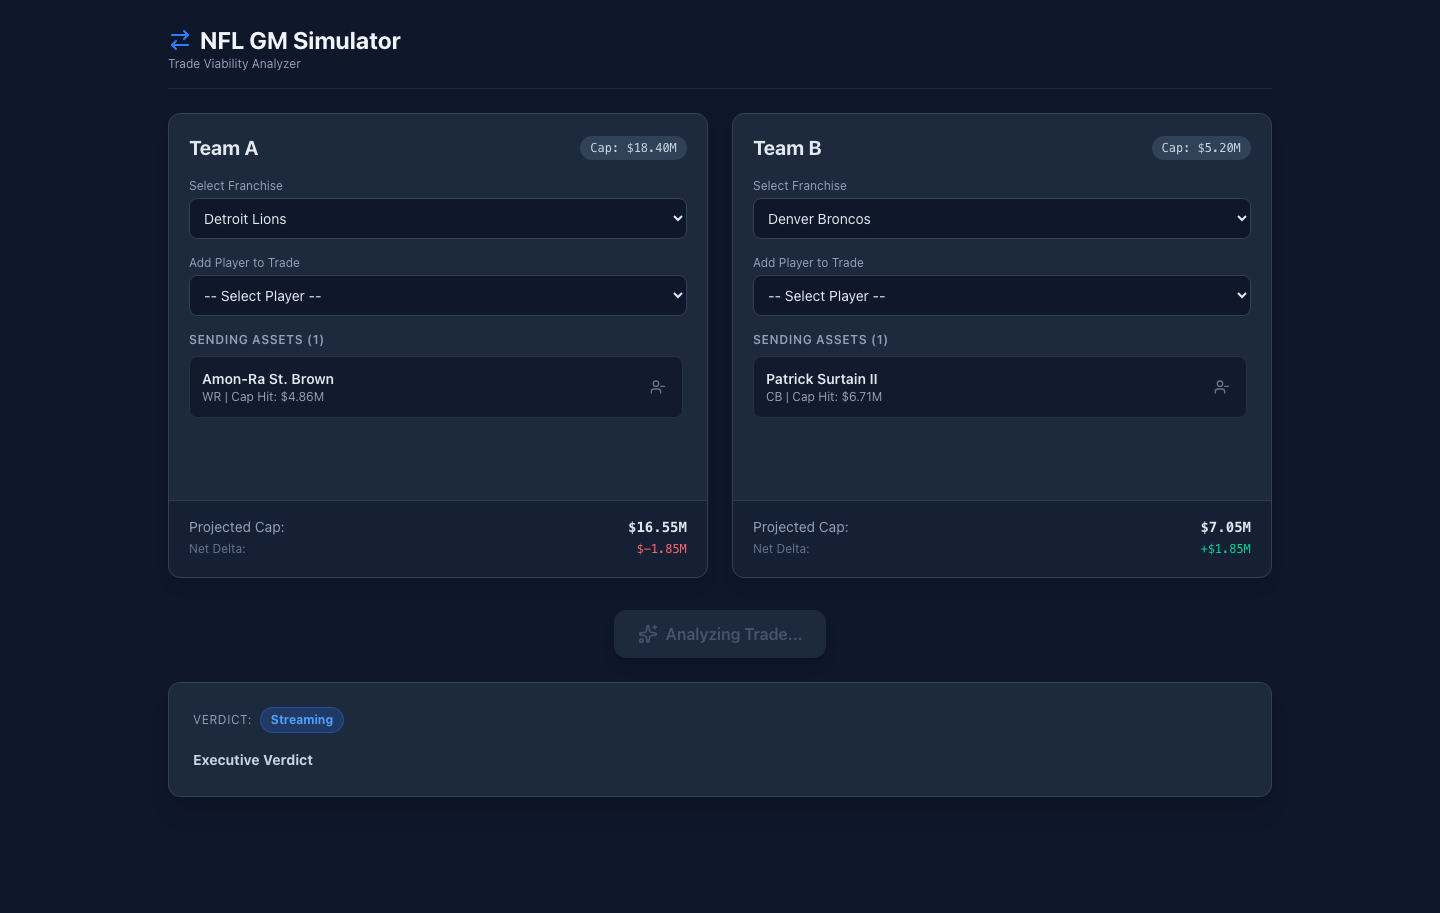 NFL GM Simulator
Trade Viability Analyzer
Team A
Cap: $18.40M
Select Franchise
Detroit Lions
Add Player to Trade
-- Select Player --
SENDING ASSETS (1)
Amon-Ra St. Brown
WR | Cap Hit: $4.86M
Projected Cap:
$16.55M
Net Delta:
$-1.85M
Team B
Cap: $5.20M
Select Franchise
Denver Broncos
Add Player to Trade
-- Select Player --
SENDING ASSETS (1)
Patrick Surtain II
CB | Cap Hit: $6.71M
Projected Cap:
$7.05M
Net Delta:
+$1.85M
Analyzing Trade...
VERDICT:
Streaming
Executive Verdict